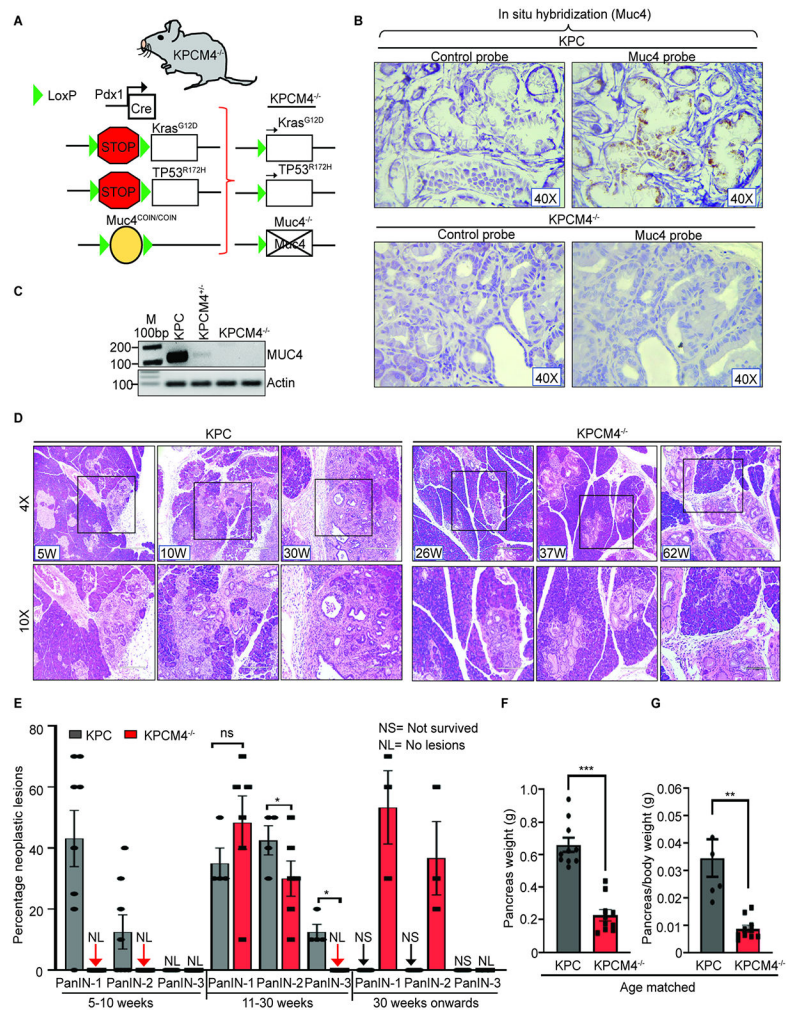 A
KPCM4-/-
LoxP
Pdx1
Cre
KPCM4-/-
STOP
KrasG12D
KrasG12D
STOP
TP53R172H
TP53R172H
Muc4COIN/COIN
Muc4-/-
Muc4
B
In situ hybridization (Muc4)
KPC
Control probe
Muc4 probe
40X
40X
KPCM4-/-
Control probe
Muc4 probe
40X
40X
C
M
100bp
KPC
KPCM4+/-
KPCM4-/-
200
100
MUC4
100
Actin
D
KPC
KPCM4-/-
4X
5W
10W
30W
26W
37W
62W
10X
E
KPC
KPCM4-/-
NS= Not survived
NL= No lesions
Percentage neoplastic lesions
80
60
40
20
0
NL
NL
NL
NL
ns
*
*
NL
NS
NS
NS
NL
PanIN-1
PanIN-2
PanIN-3
PanIN-1
PanIN-2
PanIN-3
PanIN-1
PanIN-2
PanIN-3
5-10 weeks
11-30 weeks
30 weeks onwards
F
Pancreas weight (g)
1.0
0.8
0.6
0.4
0.2
0
***
KPC
KPCM4-/-
G
Pancreas/body weight (g)
0.06
0.05
0.04
0.03
0.02
0.01
0
**
KPC
KPCM4-/-
Age matched